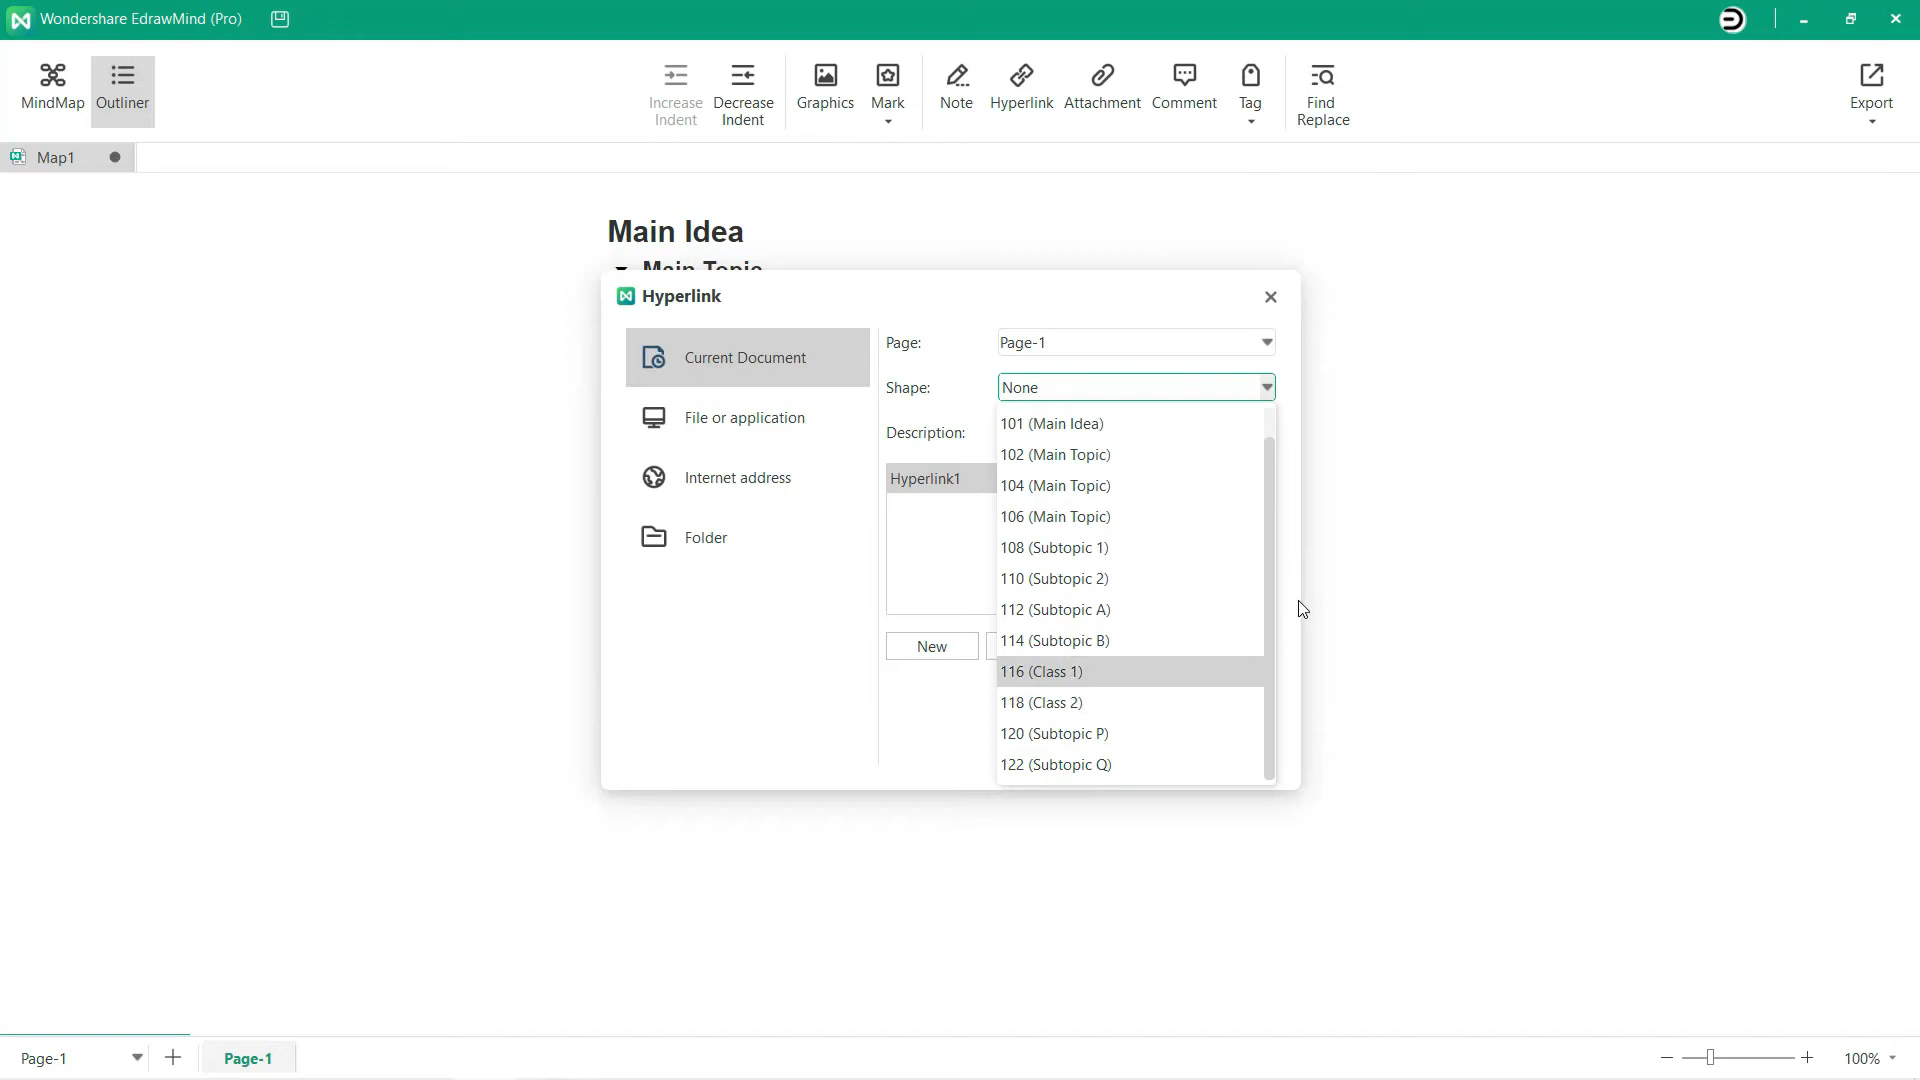 Wondershare EdrawMind (Pro)
MindMap
Outliner
Increase
Indent
Decrease
Indent
Graphics
Mark
Note
Hyperlink
Attachment
Comment
Tag
Find
Replace
Export
Map1
Main Idea
Main Topic
Hyperlink
Current Document
File or application
Internet address
Folder
Page:
Page-1
Shape:
None
Description:
Hyperlink1
New
101 (Main Idea)
102 (Main Topic)
104 (Main Topic)
106 (Main Topic)
108 (Subtopic 1)
110 (Subtopic 2)
112 (Subtopic A)
114 (Subtopic B)
116 (Class 1)
118 (Class 2)
120 (Subtopic P)
122 (Subtopic Q)
Page-1
Page-1
100%